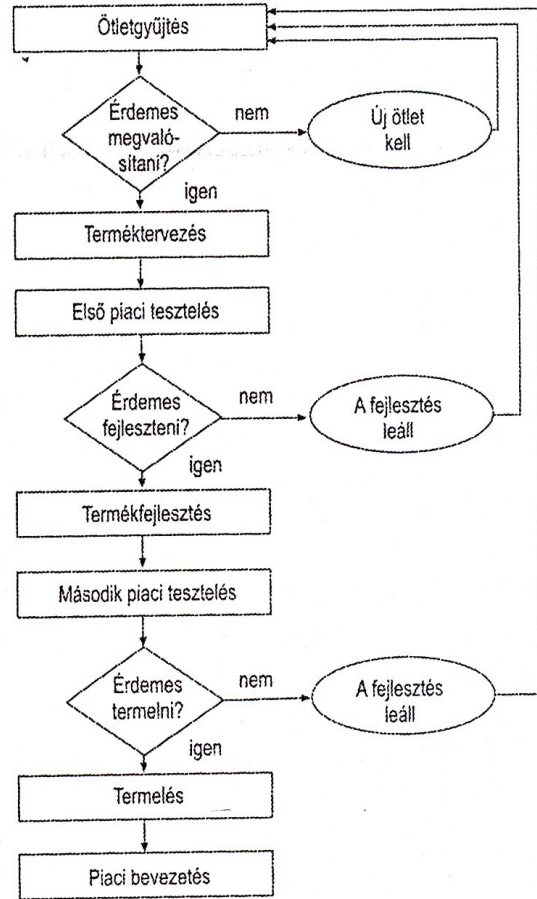 Ötletgyűjtés
Érdemes
megvaló-
sítani?
nem
Új ötlet
kell
igen
Terméktervezés
Első piaci tesztelés
Érdemes
fejleszteni?
nem
A fejlesztés
leáll
igen
Termékfejlesztés
Második piaci tesztelés
Érdemes
termelni?
nem
A fejlesztés
leáll
igen
Termelés
Piaci bevezetés